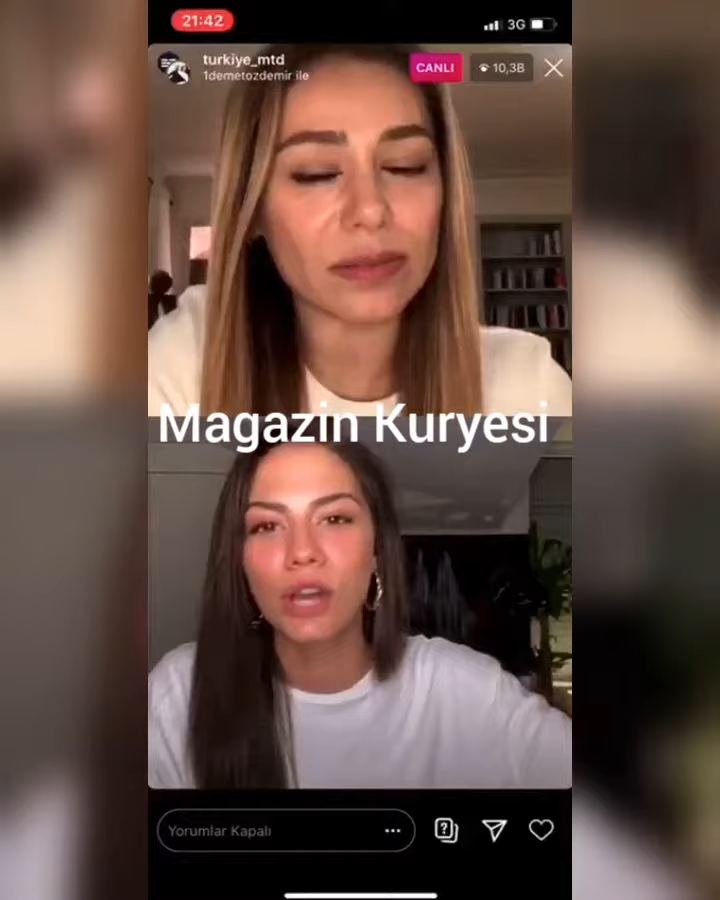 21:42
3G
turkiye_mtd
1demetozdemir ile
CANLI
10,3B
Magazin Kuryesi
Yorumlar Kapalı